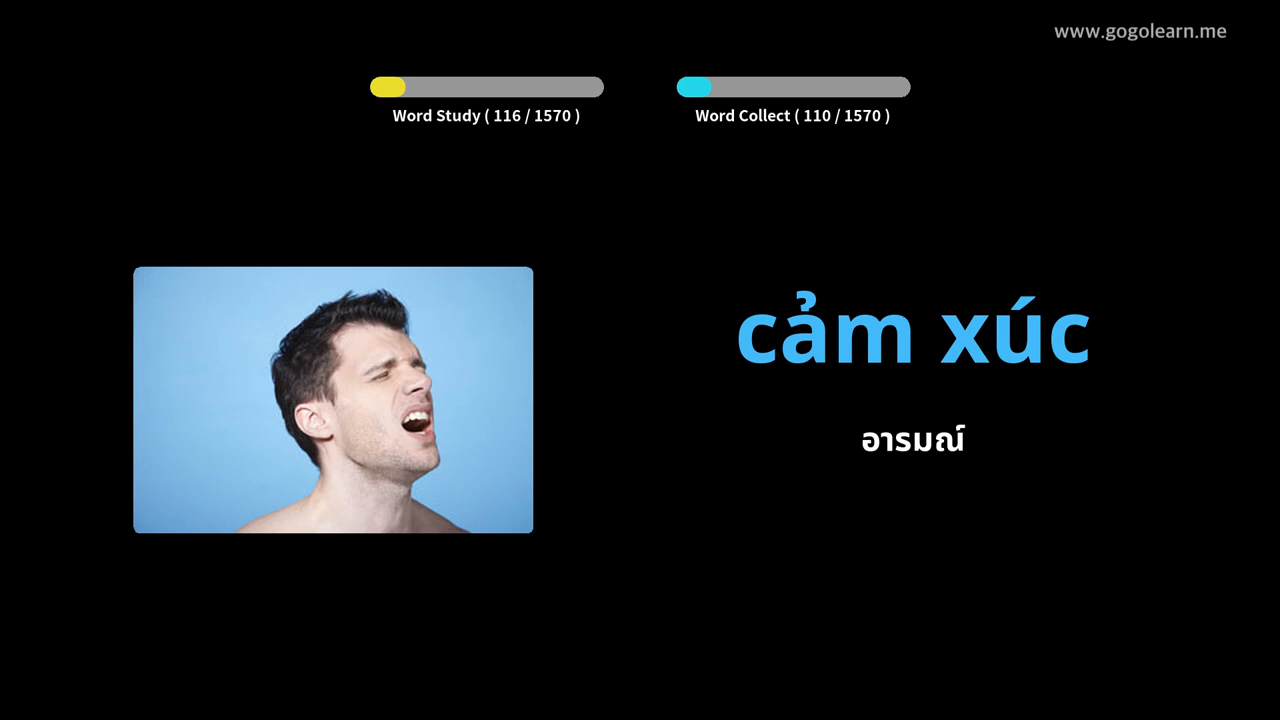 www.gogolearn.me
Word Study ( 116 / 1570 )
Word Collect ( 110 / 1570 )
cảm xúc
อารมณ์